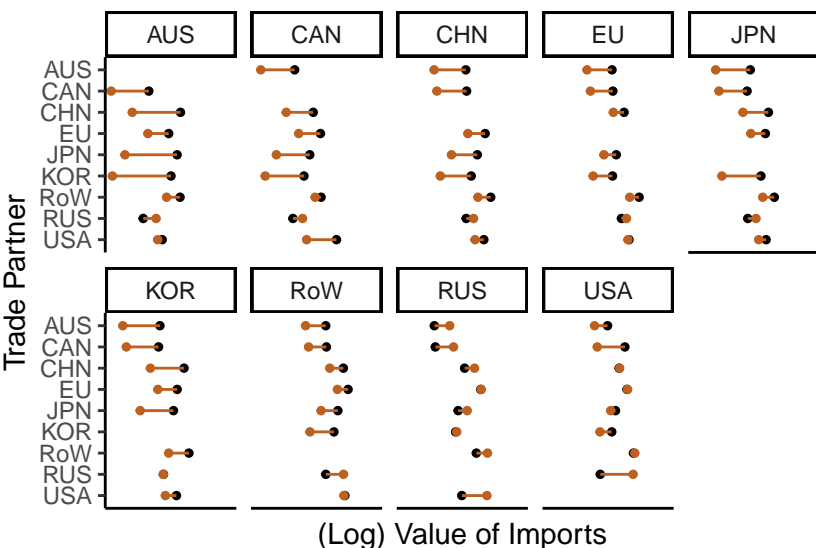 AUS CAN CHN EU JPN
AUS
CAN
CHN
EU
JPN
KOR
RoW
RUS
USA
Trade Partner
KOR RoW RUS USA
AUS
CAN
CHN
EU
JPN
KOR
RoW
RUS
USA
(Log) Value of Imports